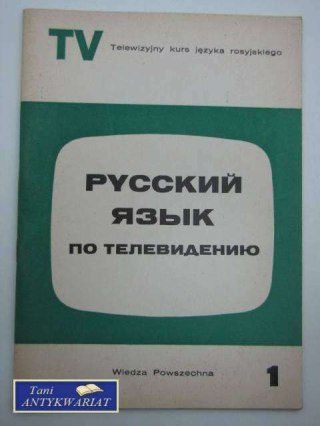 TV Telewizyjny kurs języka rosyjskiego
РУССКИЙ
ЯЗЫК
ПО ТЕЛЕВИДЕНИЮ
Wiedza Powszechna 1
Tani
ANTYKWARIAT